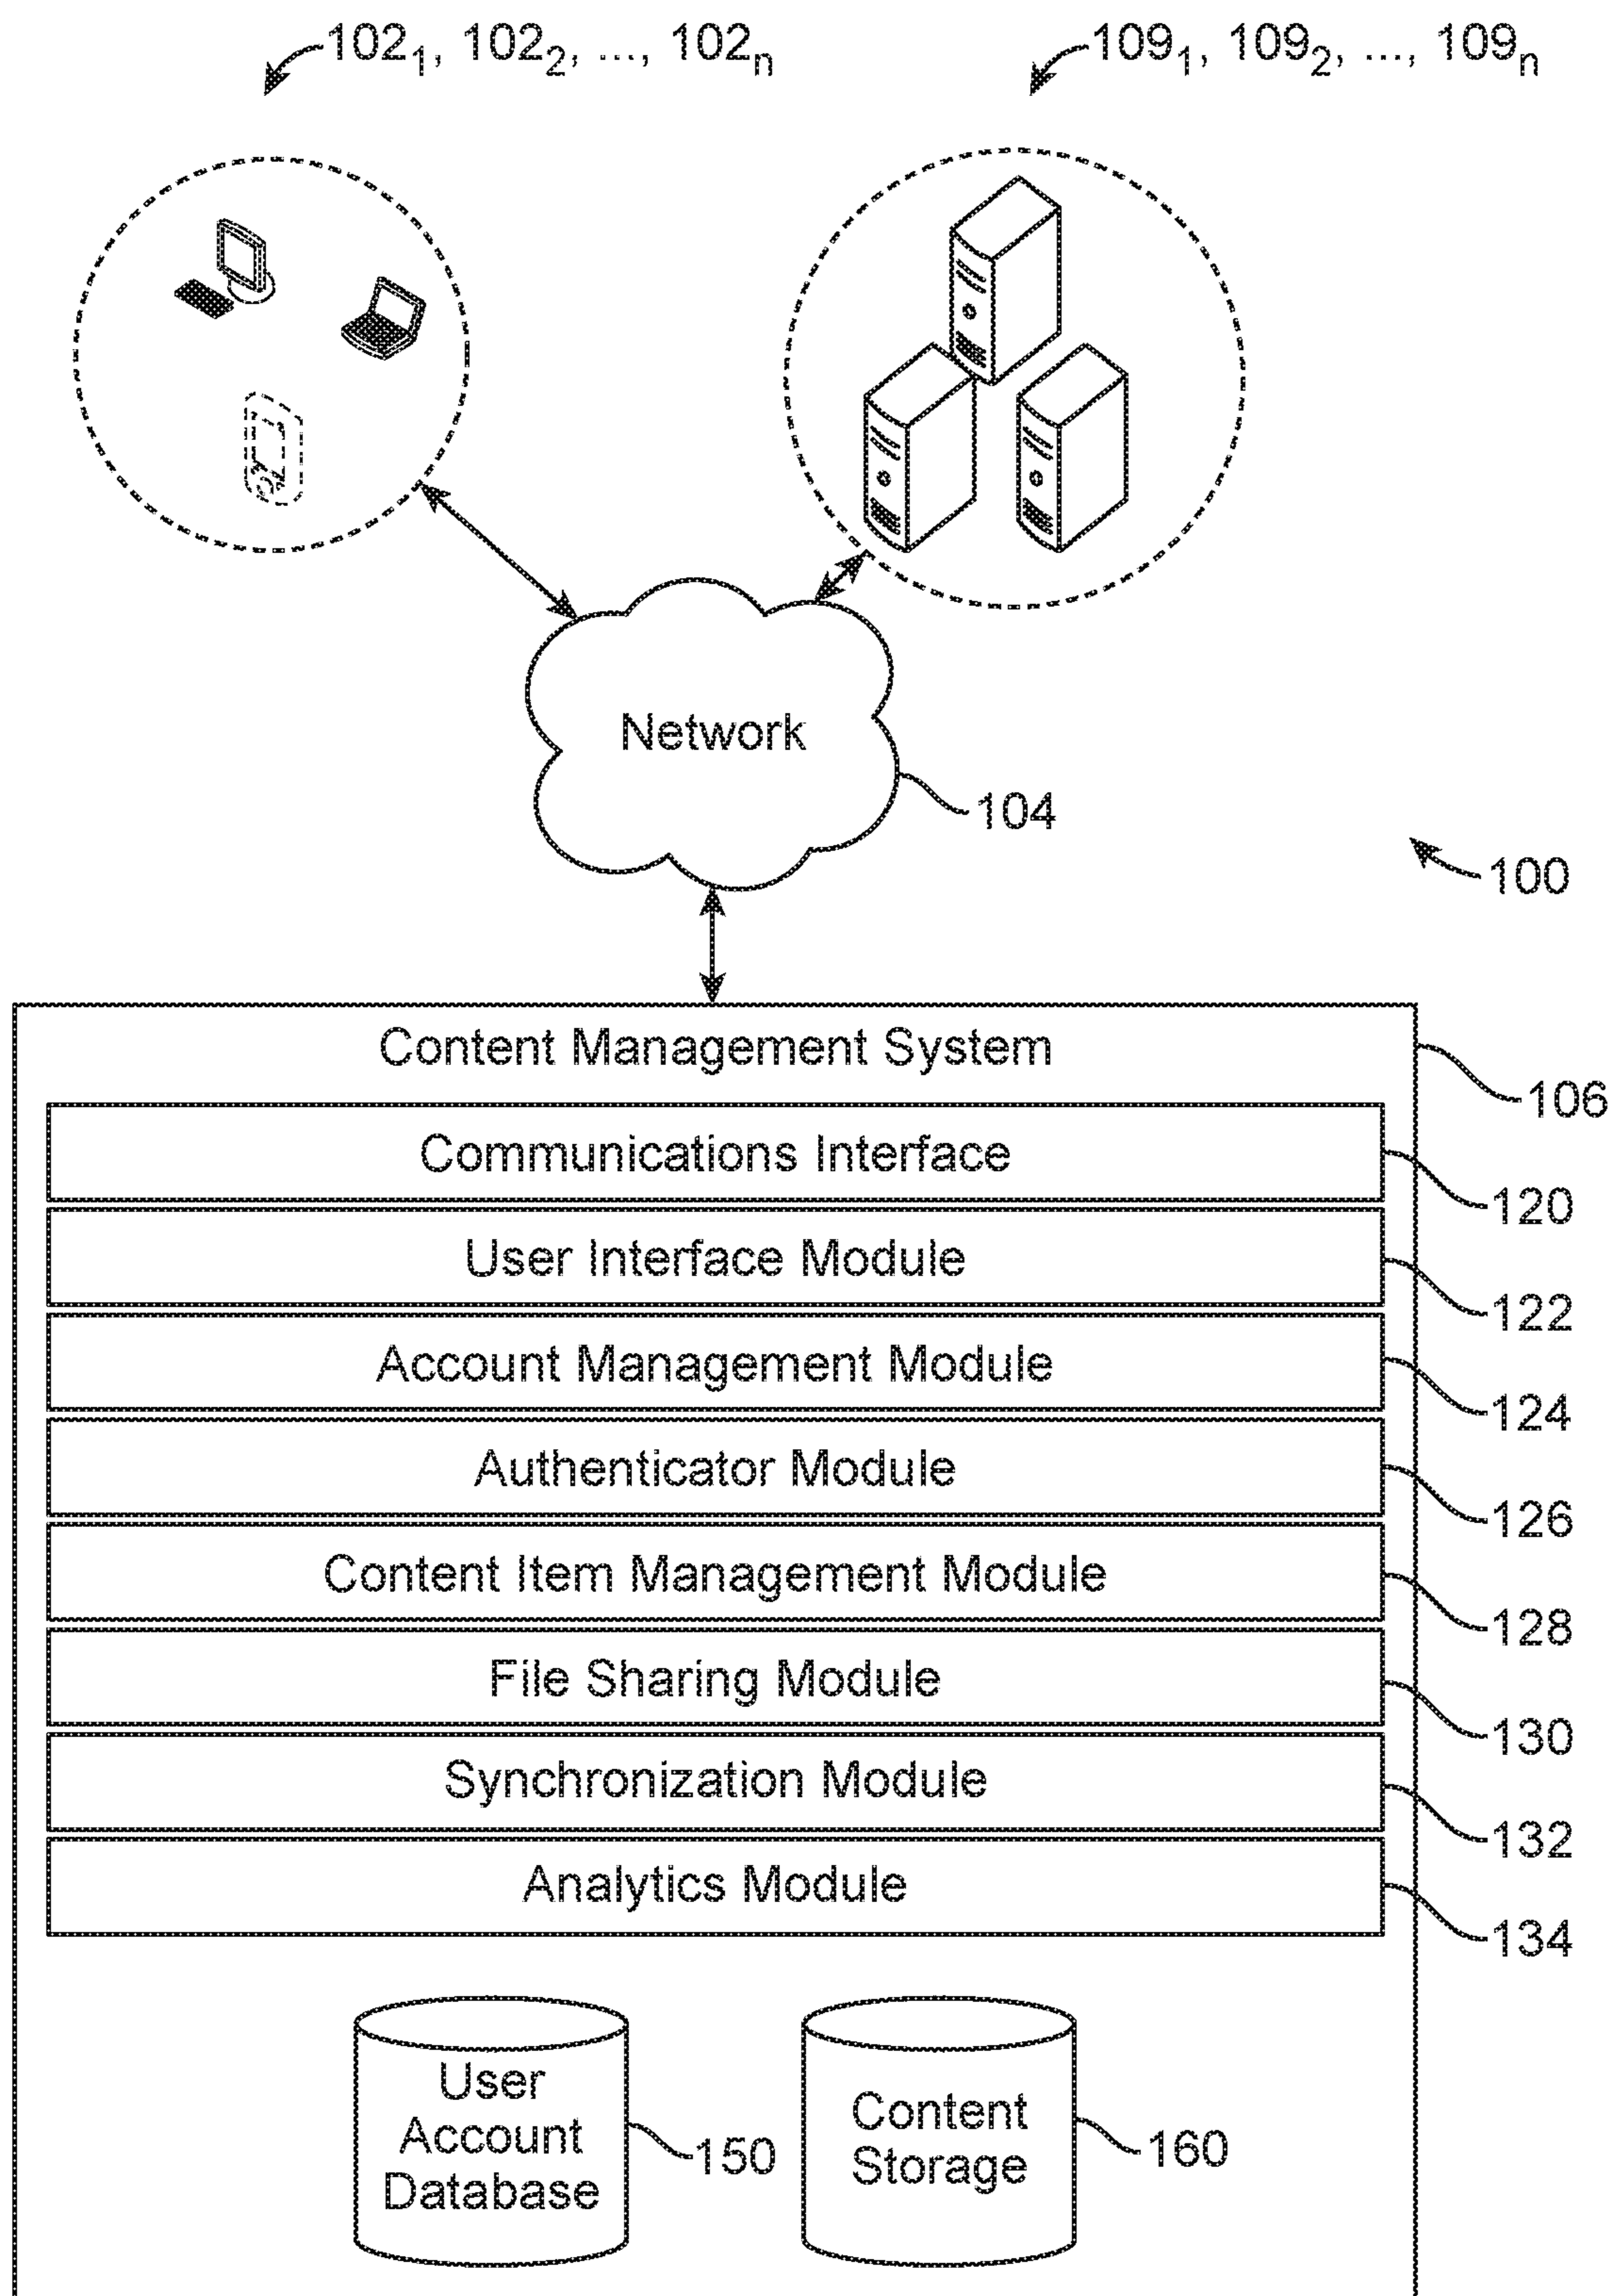 102₁, 102₂, ..., 102ₙ
109₁, 109₂, ..., 109ₙ
Network
104
100
Content Management System
106
Communications Interface
120
User Interface Module
122
Account Management Module
124
Authenticator Module
126
Content Item Management Module
128
File Sharing Module
130
Synchronization Module
132
Analytics Module
134
User
Account
Database
150
Content
Storage
160